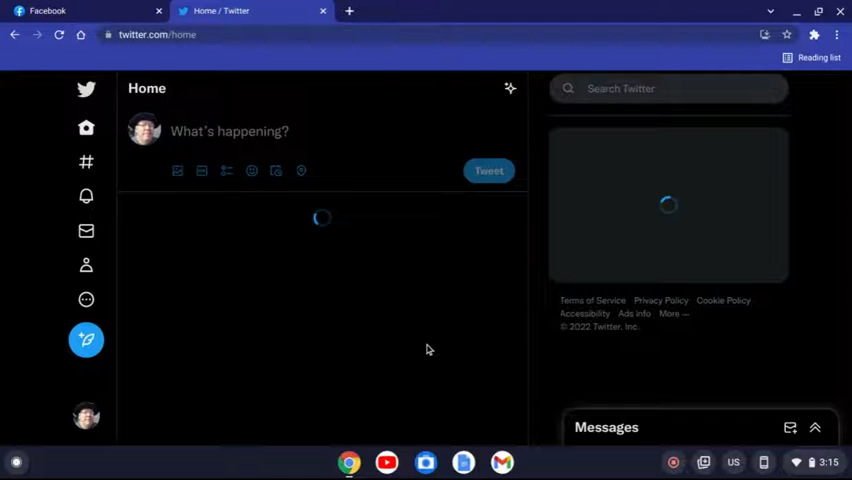 Facebook
Home / Twitter
twitter.com/home
Reading list
Home
Search Twitter
What's happening?
Tweet
Terms of Service Privacy Policy Cookie Policy
Accessibility Ads info More —
© 2022 Twitter, Inc.
Messages
US
3:15